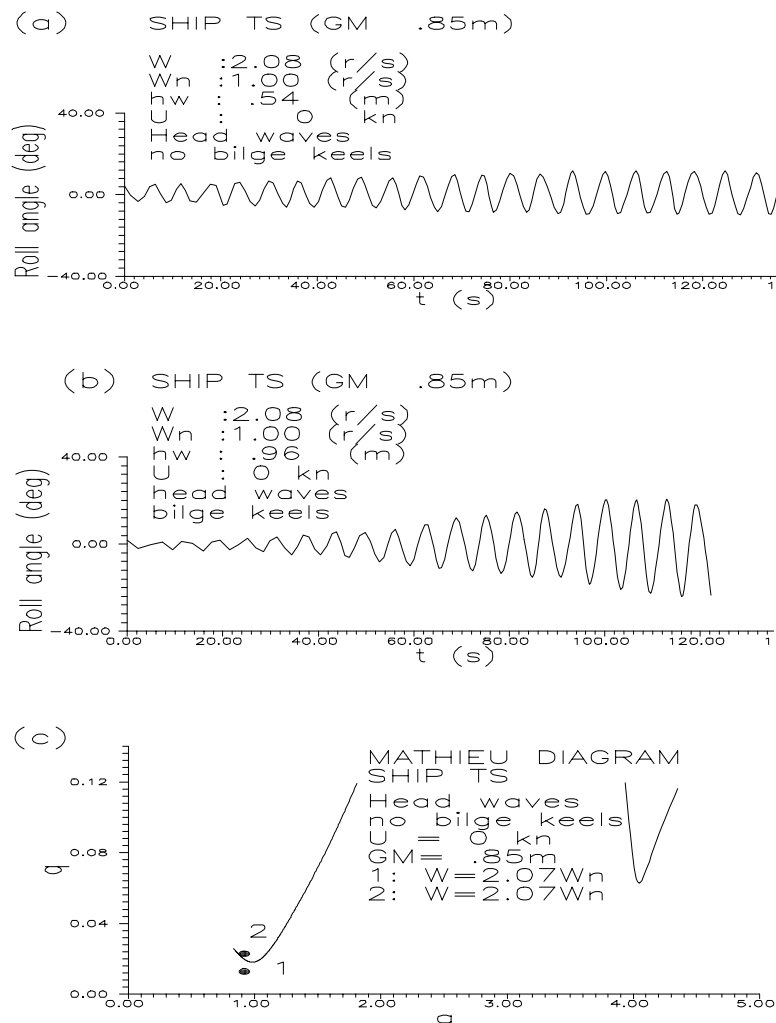 (a) SHIP TS (GM .85m)
W :2.08 (r/s)
Wn :1.00 (r/s)
hw : .54 (m)
U : 0 kn
Head waves
no bilge keels
40.00
0.00
-40.00
Roll angle (deg)
0.00 20.00 40.00 60.00 80.00 100.00 120.00 1
t (s)
(b) SHIP TS (GM .85m)
W :2.08 (r/s)
Wn :1.00 (r/s)
hw : .96 (m)
U : 0 kn
head waves
bilge keels
40.00
0.00
-40.00
Roll angle (deg)
0.00 20.00 40.00 60.00 80.00 100.00 120.00 1
t (s)
(c)
MATHIEU DIAGRAM
SHIP TS
Head waves
no bilge keels
U = 0 kn
GM= .85m
1: W=2.07Wn
2: W=2.07Wn
0.12
0.08
0.04
0.00
q
2
1
0.00 1.00 2.00 3.00 4.00 5.00
a